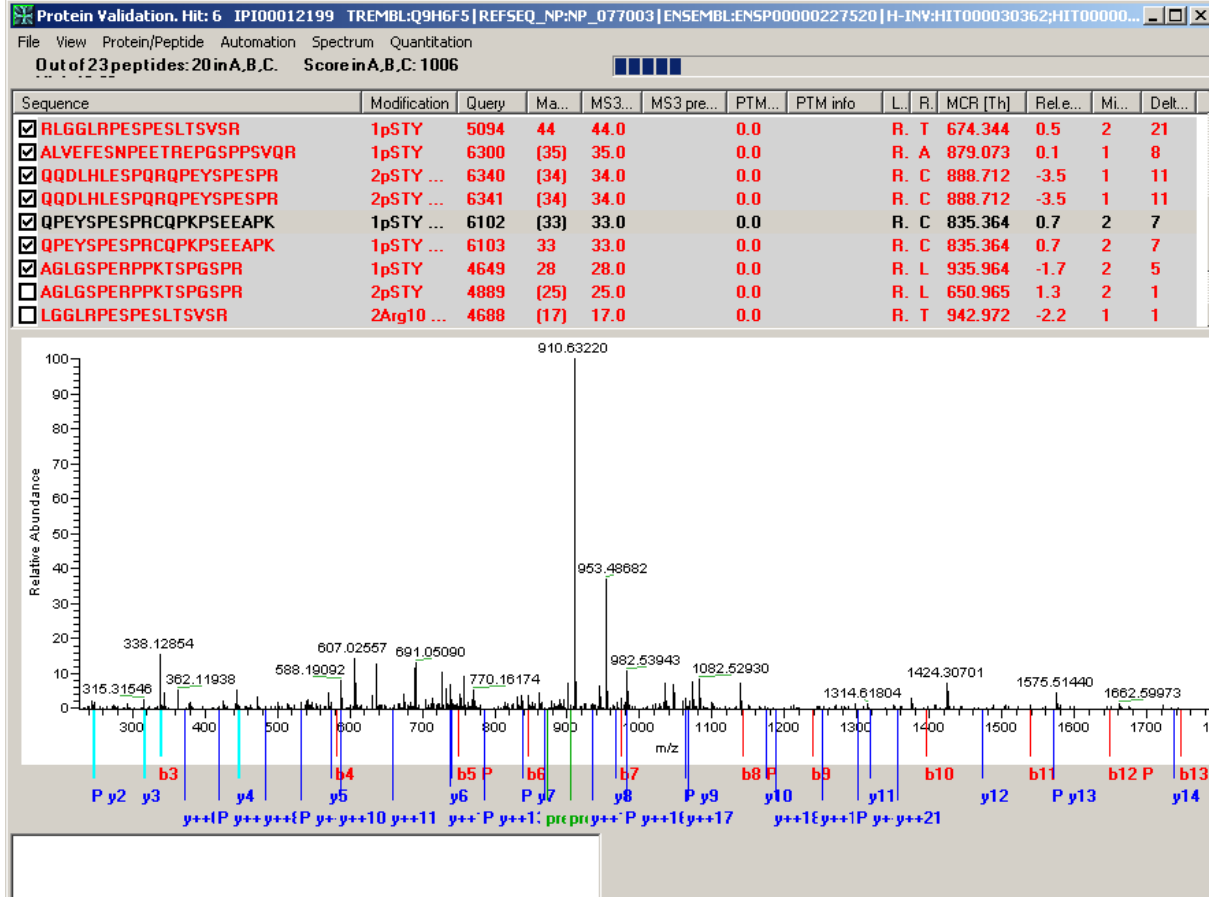 Protein Validation. Hit: 6 IPI00012199 TREMBL:Q9H6F5|REFSEQ_NP:NP_077003|ENSEMBL:ENSP00000227520|H-INV:HIT000030362;HIT00000...
File View Protein/Peptide Automation Spectrum Quantitation
Out of 23 peptides: 20 in A,B,C. Score in A,B,C: 1006
Sequence Modification Query Ma... MS3... MS3 pre... PTM... PTM info L.. R. MCR [Th] Rel.e... Mi... Delt...
RLGGLRPESPESLTSVSR 1pSTY 5094 44 44.0 0.0 R. T 674.344 0.5 2 21
ALVEFESNPEETREPGSPPSVQR 1pSTY 6300 (35) 35.0 0.0 R. A 879.073 0.1 1 8
QQDLHLESPQRQPEYSPESPR 2pSTY ... 6340 (34) 34.0 0.0 R. C 888.712 -3.5 1 11
QQDLHLESPQRQPEYSPESPR 2pSTY ... 6341 (34) 34.0 0.0 R. C 888.712 -3.5 1 11
QPEYSPESPRCQPKPSEEAPK 1pSTY ... 6102 (33) 33.0 0.0 R. C 835.364 0.7 2 7
QPEYSPESPRCQPKPSEEAPK 1pSTY ... 6103 33 33.0 0.0 R. C 835.364 0.7 2 7
AGLGSPERPPKTSPGSPR 1pSTY 4649 28 28.0 0.0 R. L 935.964 -1.7 2 5
AGLGSPERPPKTSPGSPR 2pSTY 4889 (25) 25.0 0.0 R. L 650.965 1.3 2 1
LGGLRPESPESLTSVSR 2Arg10 ... 4688 (17) 17.0 0.0 R. T 942.972 -2.2 1 1
910.63220
100
90
80
70
60
50
40
30
20
10
0
Relative Abundance
953.48682
338.12854
607.02557
691.05090
588.19092
982.53943
1082.52930
315.31546
362.11938
770.16174
1314.61804
1424.30701
1575.51440
1662.59973
300 400 500 600 700 800 900 1000 1100 1200 1300 1400 1500 1600 1700
m/z
b3 b4 b5 P b6 b7 b8 P b9 b10 b11 b12 P b13
P y2 y3 y4 y5 y6 P y7 y8 P y9 y10 y11 y12 P y13 y14
y++10 y++11 y++17 y++21